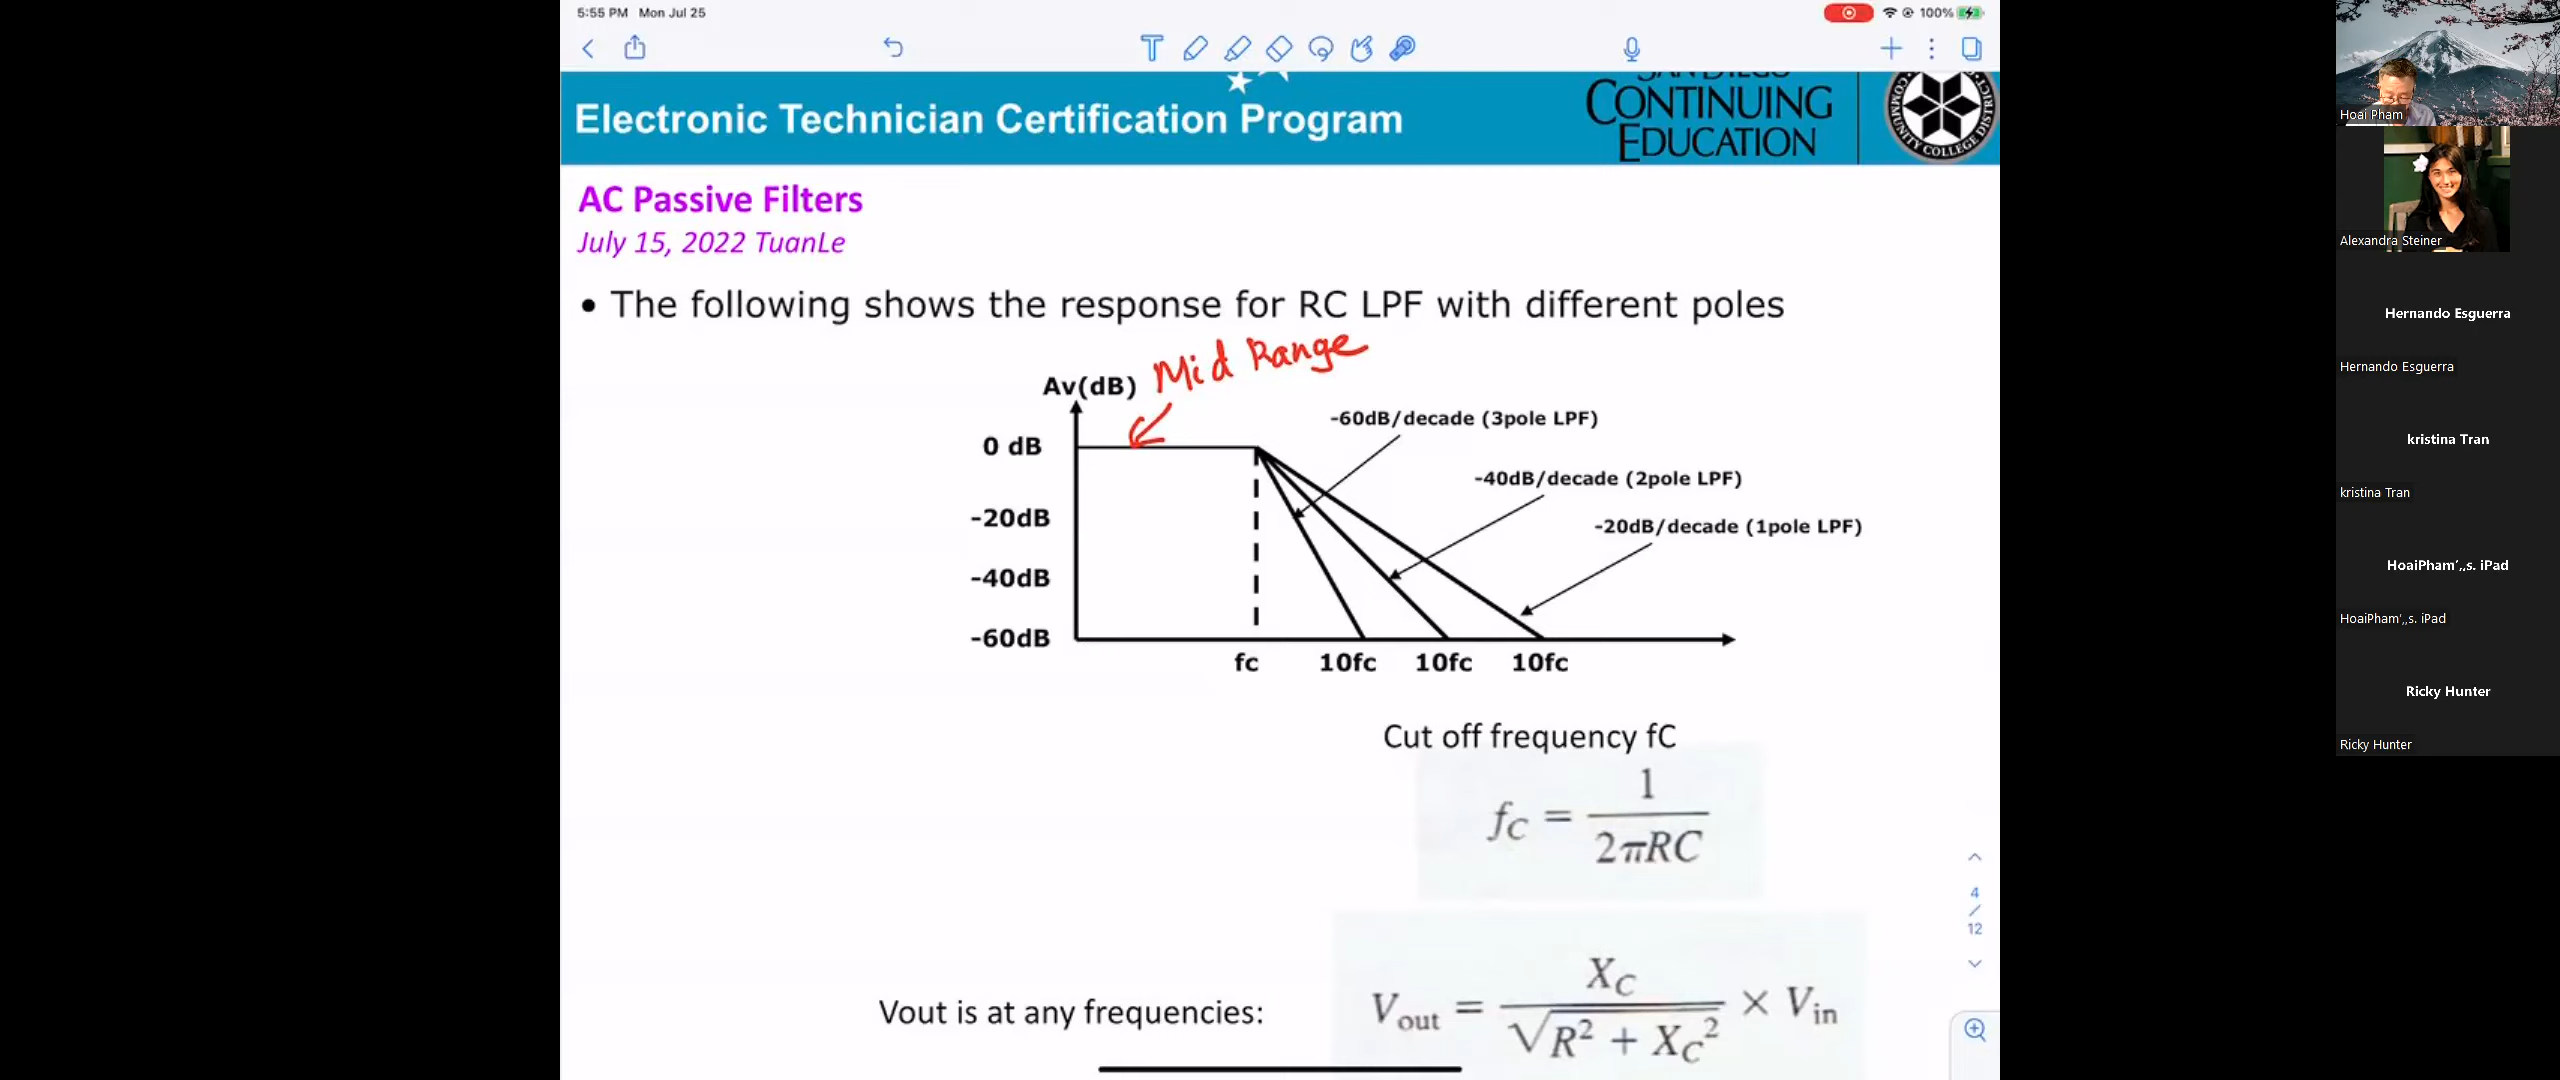 5:55 PM Mon Jul 25
100%
Electronic Technician Certification Program
SAN DIEGO
CONTINUING
EDUCATION
COMMUNITY COLLEGE DISTRICT
AC Passive Filters
July 15, 2022 TuanLe
• The following shows the response for RC LPF with different poles
Mid Range
Av(dB)
-60dB/decade (3pole LPF)
0 dB
-40dB/decade (2pole LPF)
-20dB
-20dB/decade (1pole LPF)
-40dB
-60dB
fc 10fc 10fc 10fc
Cut off frequency fC
fC = 1 / 2πRC
Vout is at any frequencies:
Vout = XC / √R² + XC² × Vin
4
/
12
Hoai Pham
Alexandra Steiner
Hernando Esguerra
Hernando Esguerra
kristina Tran
kristina Tran
HoaiPham',,s. iPad
HoaiPham',,s. iPad
Ricky Hunter
Ricky Hunter